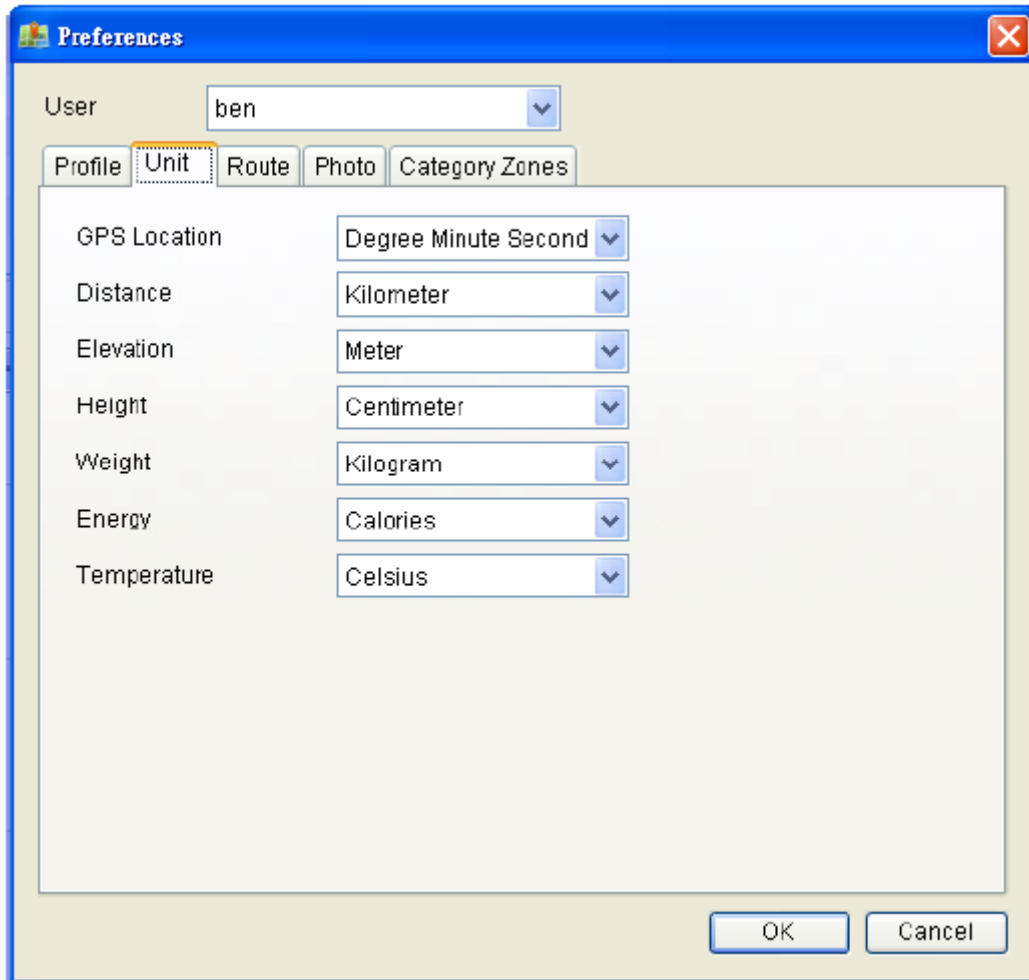 Preferences
User ben
Profile Unit Route Photo Category Zones
GPS Location Degree Minute Second
Distance Kilometer
Elevation Meter
Height Centimeter
Weight Kilogram
Energy Calories
Temperature Celsius
OK Cancel